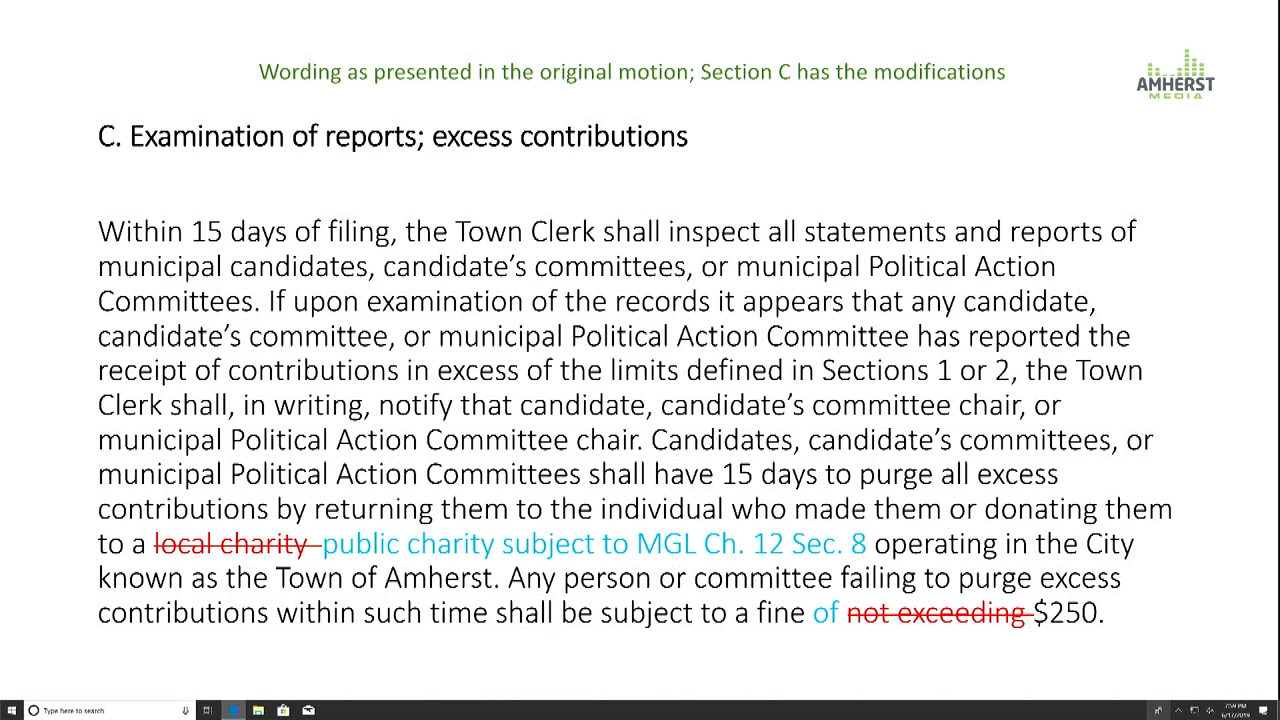 Wording as presented in the original motion; Section C has the modifications
AMHERST
MEDIA
C. Examination of reports; excess contributions
Within 15 days of filing, the Town Clerk shall inspect all statements and reports of
municipal candidates, candidate's committees, or municipal Political Action
Committees. If upon examination of the records it appears that any candidate,
candidate's committee, or municipal Political Action Committee has reported the
receipt of contributions in excess of the limits defined in Sections 1 or 2, the Town
Clerk shall, in writing, notify that candidate, candidate's committee chair, or
municipal Political Action Committee chair. Candidates, candidate's committees, or
municipal Political Action Committees shall have 15 days to purge all excess
contributions by returning them to the individual who made them or donating them
to a local charity public charity subject to MGL Ch. 12 Sec. 8 operating in the City
known as the Town of Amherst. Any person or committee failing to purge excess
contributions within such time shall be subject to a fine of not exceeding $250.
Type here to search
7:59 PM
6/17/2019